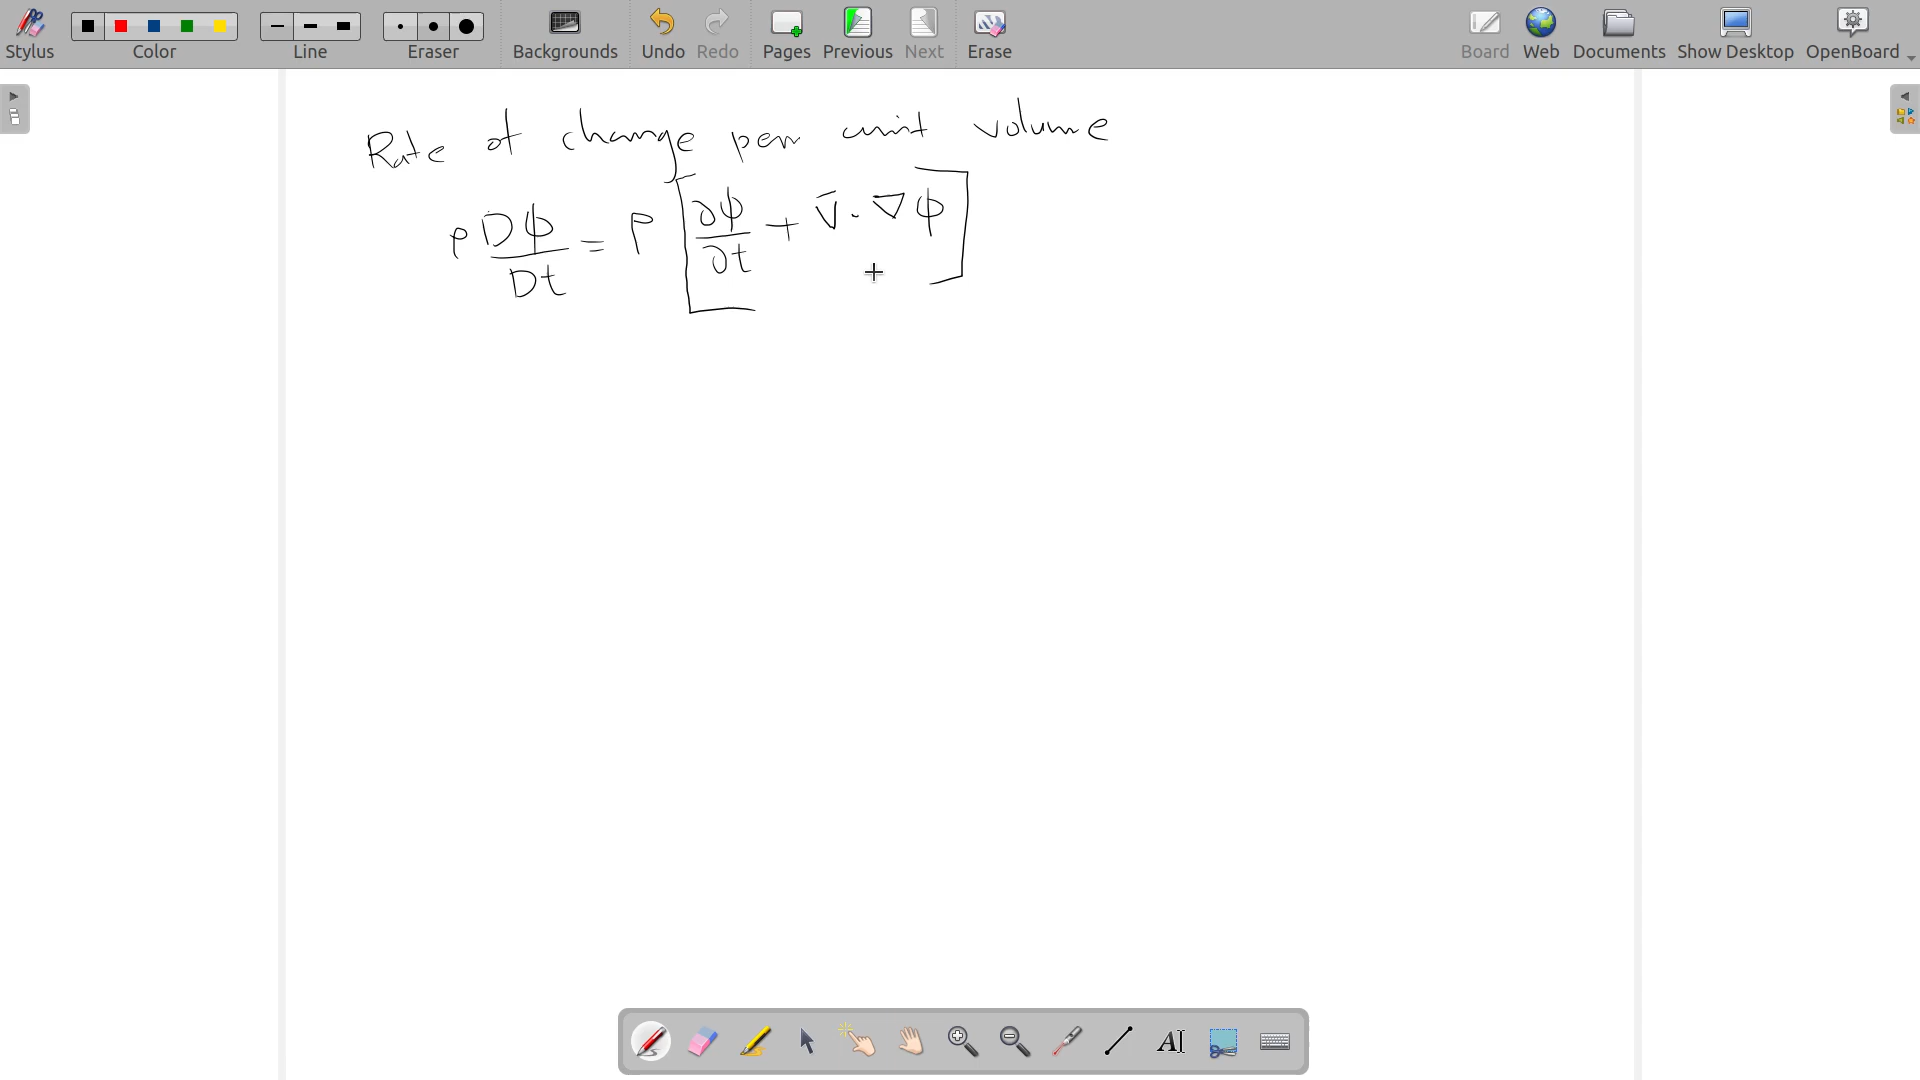 Stylus Color Line Eraser Backgrounds Undo Redo Pages Previous Next Erase Board Web Documents Show Desktop OpenBoard
Rate of change per unit volume
ρ Dφ/Dt = ρ [∂φ/∂t + v̄ · ∇φ]
AI